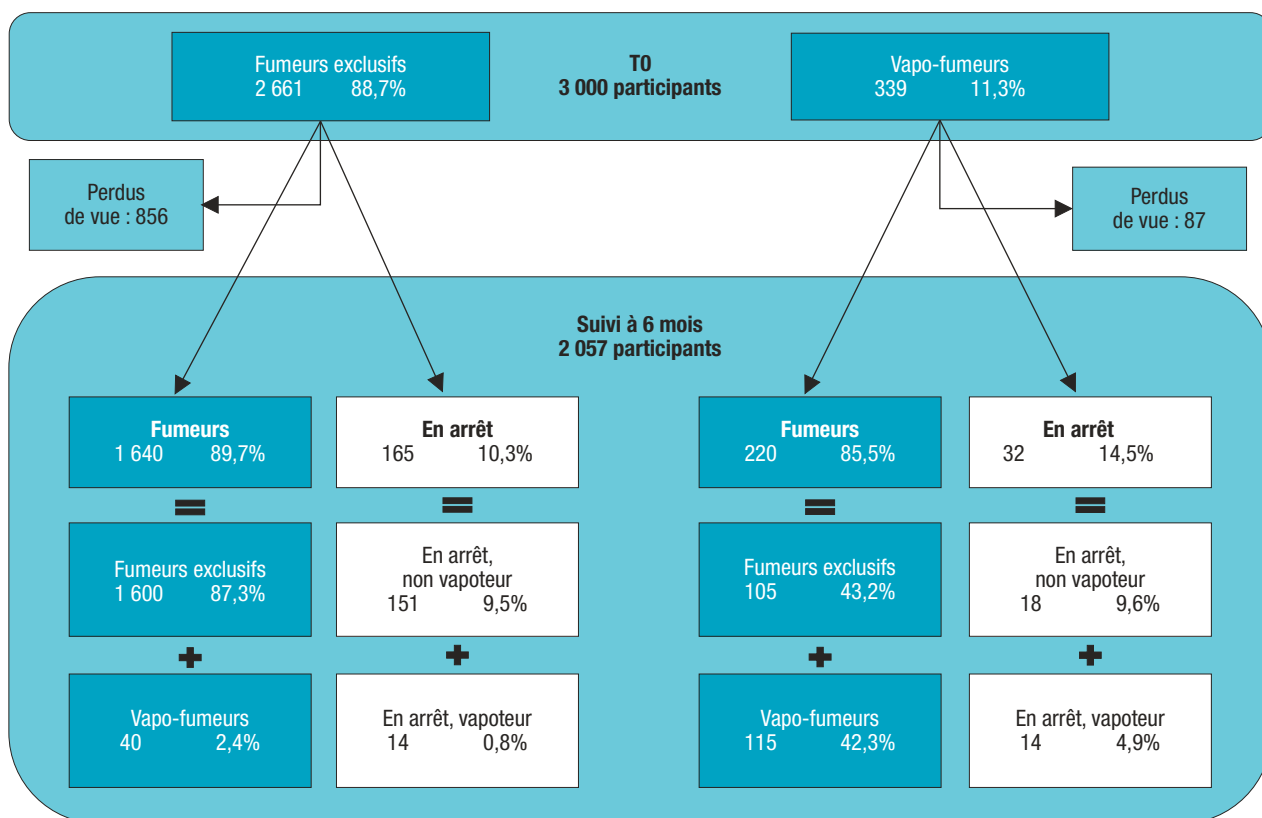 Fumeurs exclusifs
2 661 88,7%
T0
3 000 participants
Vapo-fumeurs
339 11,3%
Perdus
de vue : 856
Perdus
de vue : 87
Suivi à 6 mois
2 057 participants
Fumeurs
1 640 89,7%
En arrêt
165 10,3%
Fumeurs
220 85,5%
En arrêt
32 14,5%
=
=
=
=
Fumeurs exclusifs
1 600 87,3%
En arrêt,
non vapoteur
151 9,5%
Fumeurs exclusifs
105 43,2%
En arrêt,
non vapoteur
18 9,6%
+
+
+
+
Vapo-fumeurs
40 2,4%
En arrêt, vapoteur
14 0,8%
Vapo-fumeurs
115 42,3%
En arrêt, vapoteur
14 4,9%